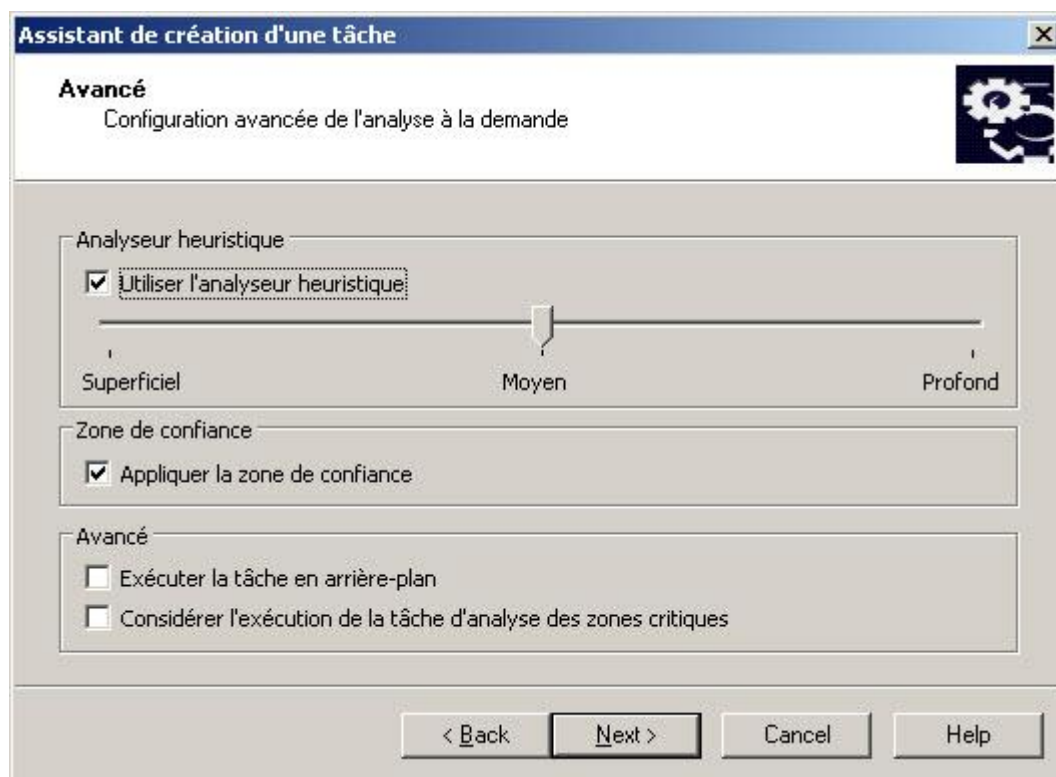 Assistant de création d'une tâche
Avancé
Configuration avancée de l'analyse à la demande
Analyseur heuristique
Utiliser l'analyseur heuristique
Superficiel Moyen Profond
Zone de confiance
Appliquer la zone de confiance
Avancé
Exécuter la tâche en arrière-plan
Considérer l'exécution de la tâche d'analyse des zones critiques
< Back Next > Cancel Help